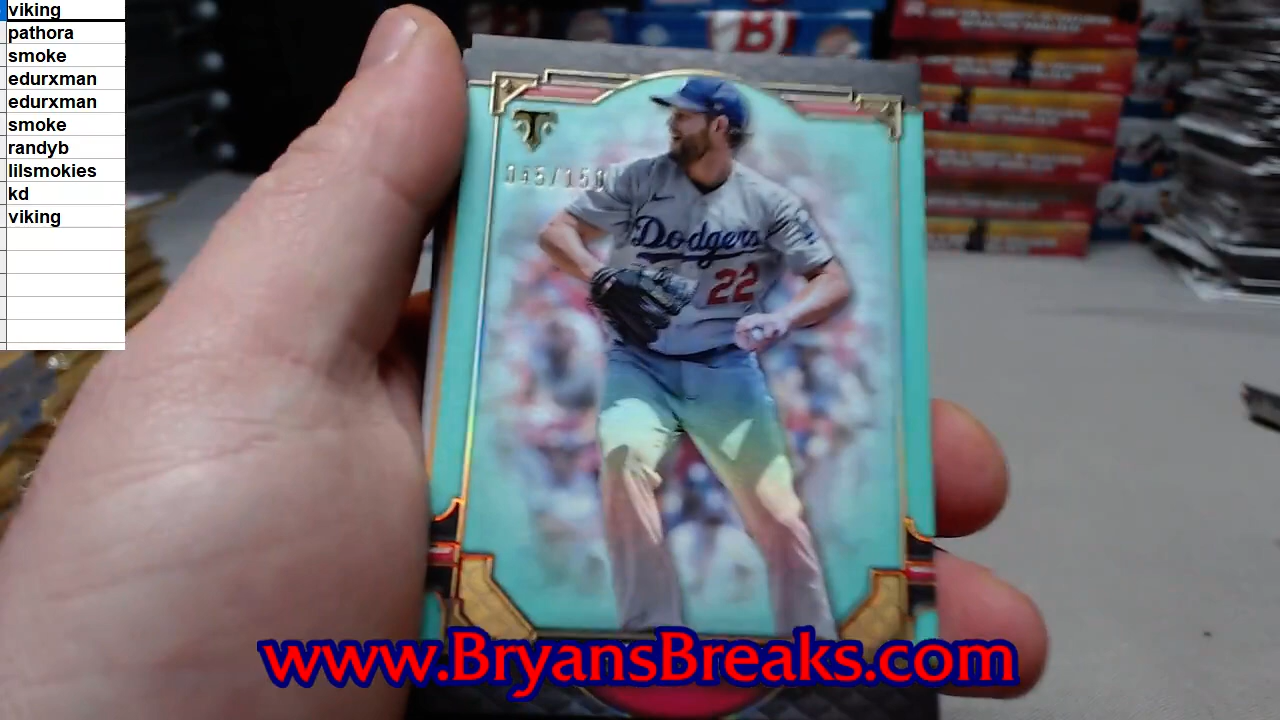 viking
pathora
smoke
edurxman
edurxman
smoke
randyb
lilsmokies
kd
viking
B
T
045/150
Dodgers
22
www.BryansBreaks.com